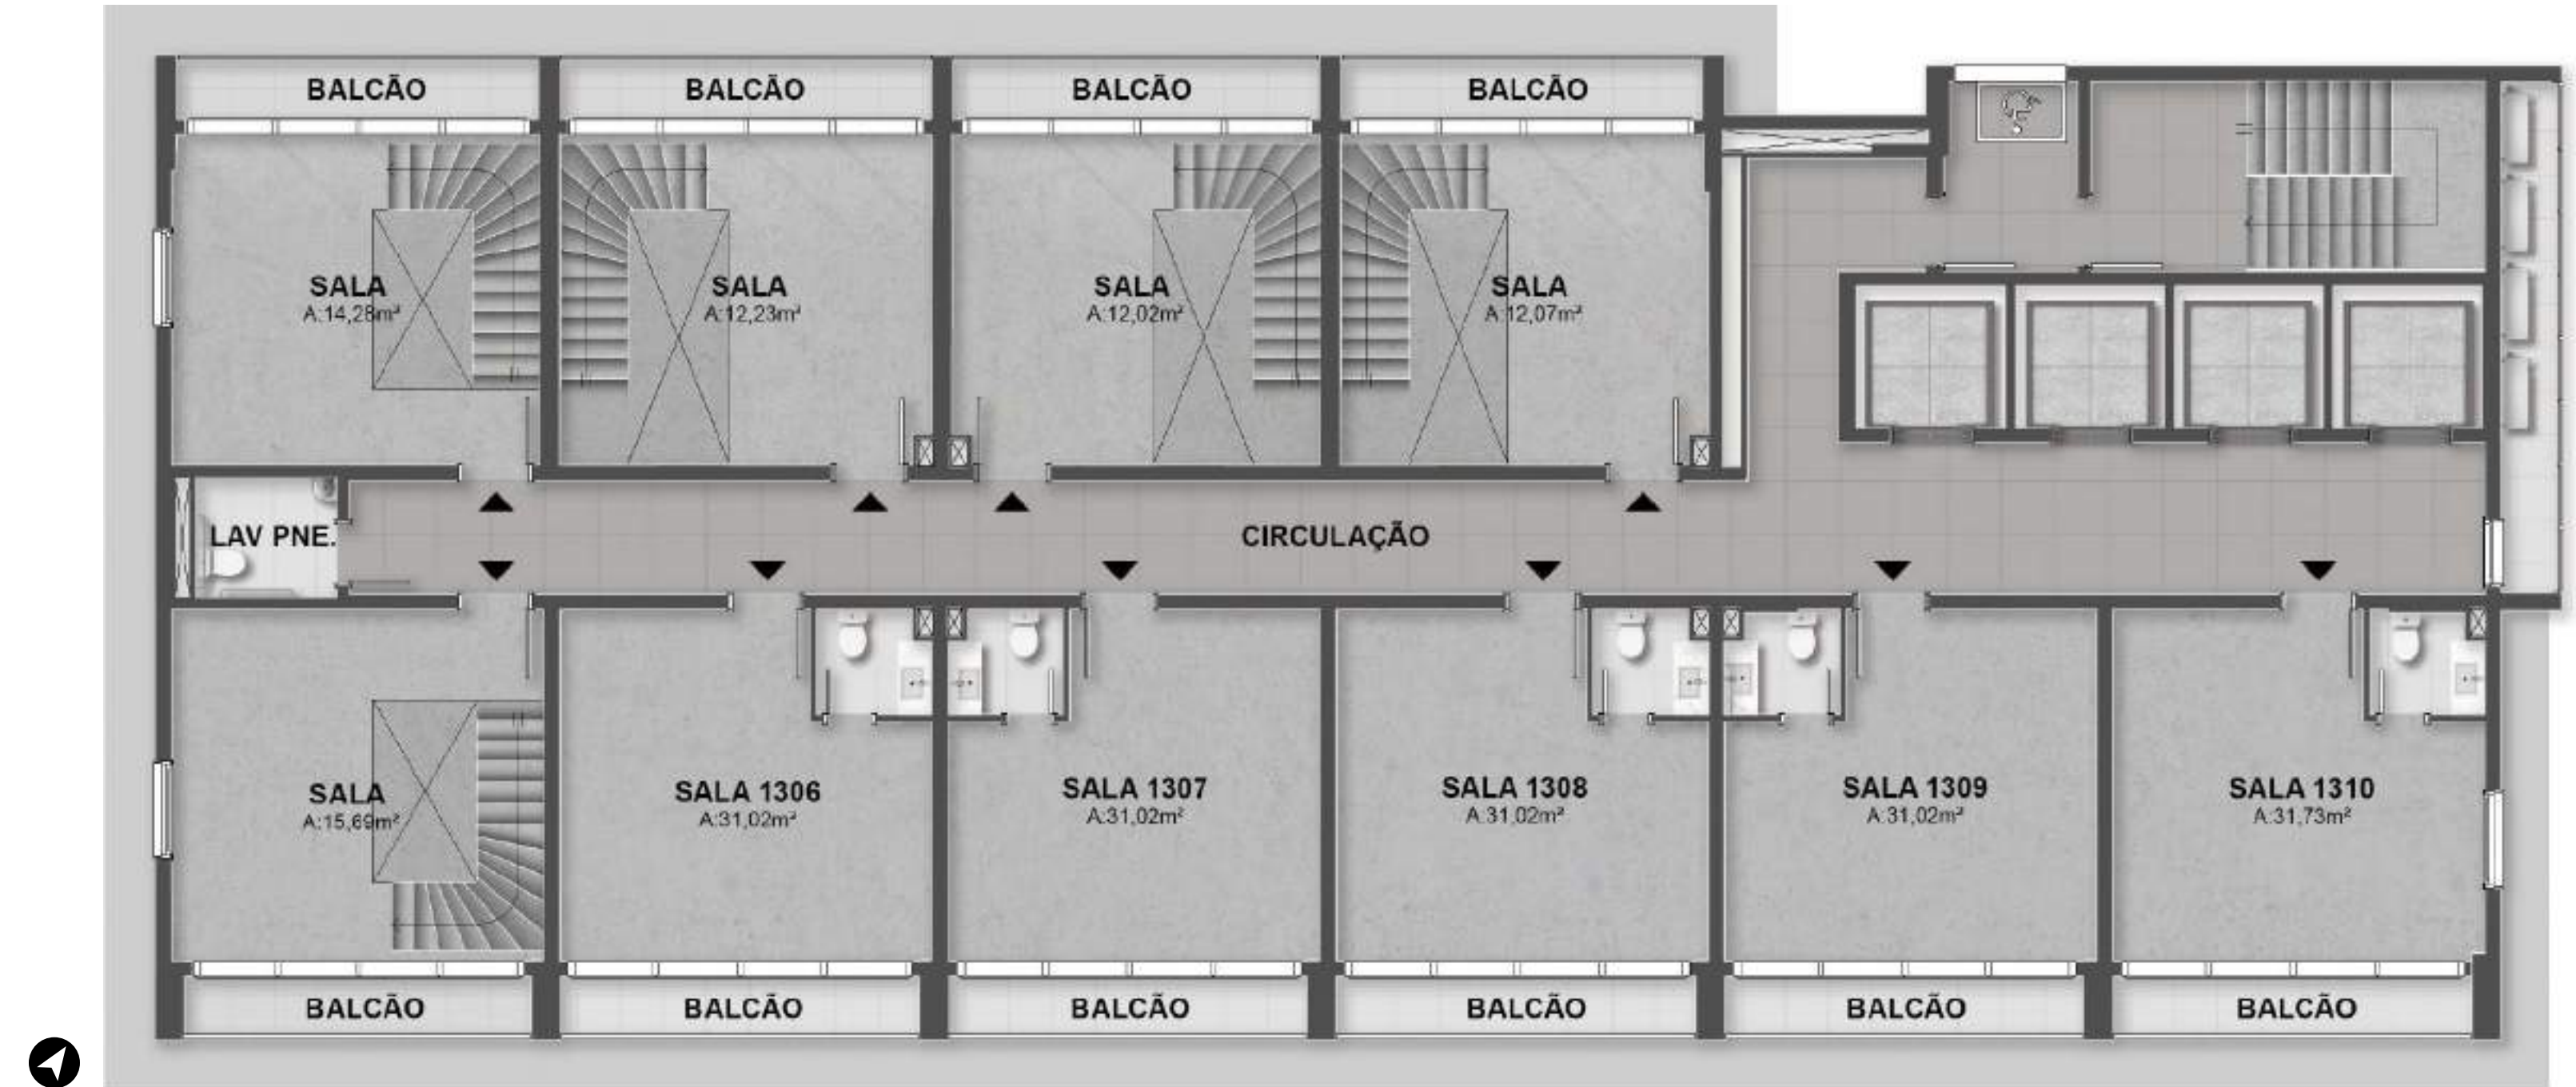 BALCÃO
BALCÃO
BALCÃO
BALCÃO
SALA
A:14,28m²
SALA
A:12,23m²
SALA
A:12,02m²
SALA
A:12,07m²
LAV PNE.
CIRCULAÇÃO
SALA
A:15,69m²
SALA 1306
A:31,02m²
SALA 1307
A:31,02m²
SALA 1308
A:31,02m²
SALA 1309
A:31,02m²
SALA 1310
A:31,73m²
BALCÃO
BALCÃO
BALCÃO
BALCÃO
BALCÃO
BALCÃO